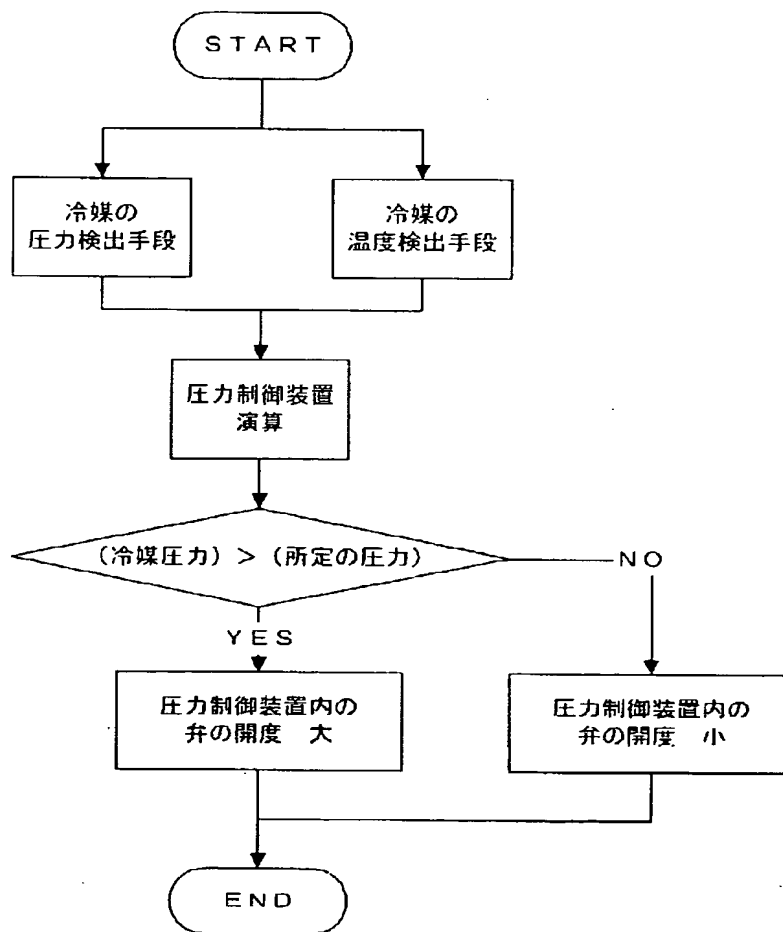 START
冷媒の
圧力検出手段
冷媒の
温度検出手段
圧力制御装置
演算
(冷媒圧力) > (所定の圧力)
NO
YES
圧力制御装置内の
弁の開度 大
圧力制御装置内の
弁の開度 小
END